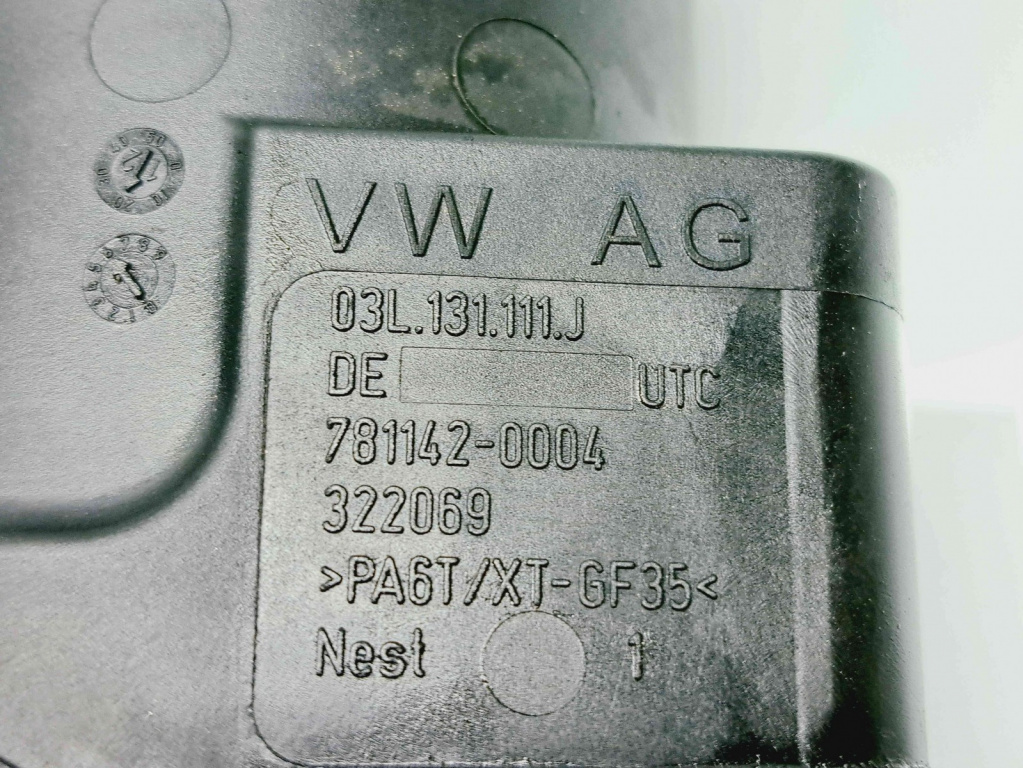 VW AG
03L.131.111.J
DE UTC
781142-0004
322069
>PA6T/XT-GF35<
Nest 1